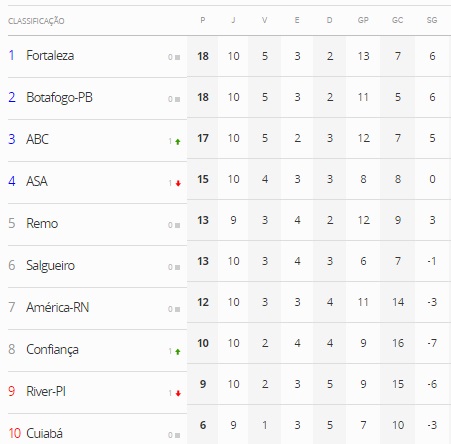 CLASSIFICAÇÃO P J V E D GP GC SG
1 Fortaleza 0 18 10 5 3 2 13 7 6
2 Botafogo-PB 0 18 10 5 3 2 11 5 6
3 ABC 1 17 10 5 2 3 12 7 5
4 ASA 1 15 10 4 3 3 8 8 0
5 Remo 0 13 9 3 4 2 12 9 3
6 Salgueiro 0 13 10 3 4 3 6 7 -1
7 América-RN 0 12 10 3 3 4 11 14 -3
8 Confiança 1 10 10 2 4 4 9 16 -7
9 River-PI 1 9 10 2 3 5 9 15 -6
10 Cuiabá 0 6 9 1 3 5 7 10 -3